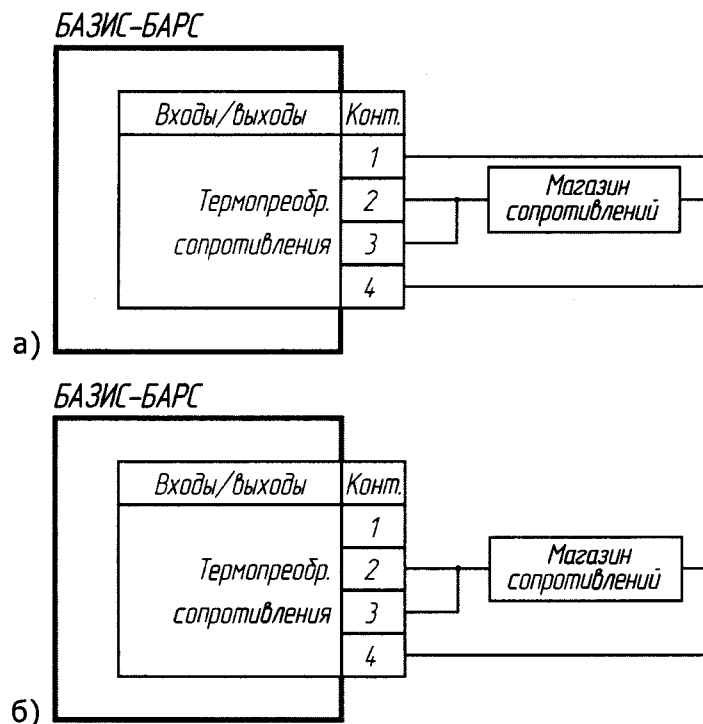 БАЗИС-БАРС
Входы/выходы Конт.
1
Термопреобр. 2
сопротивления 3
4
Магазин
сопротивлений
а)
БАЗИС-БАРС
Входы/выходы Конт.
1
Термопреобр. 2
сопротивления 3
4
Магазин
сопротивлений
б)